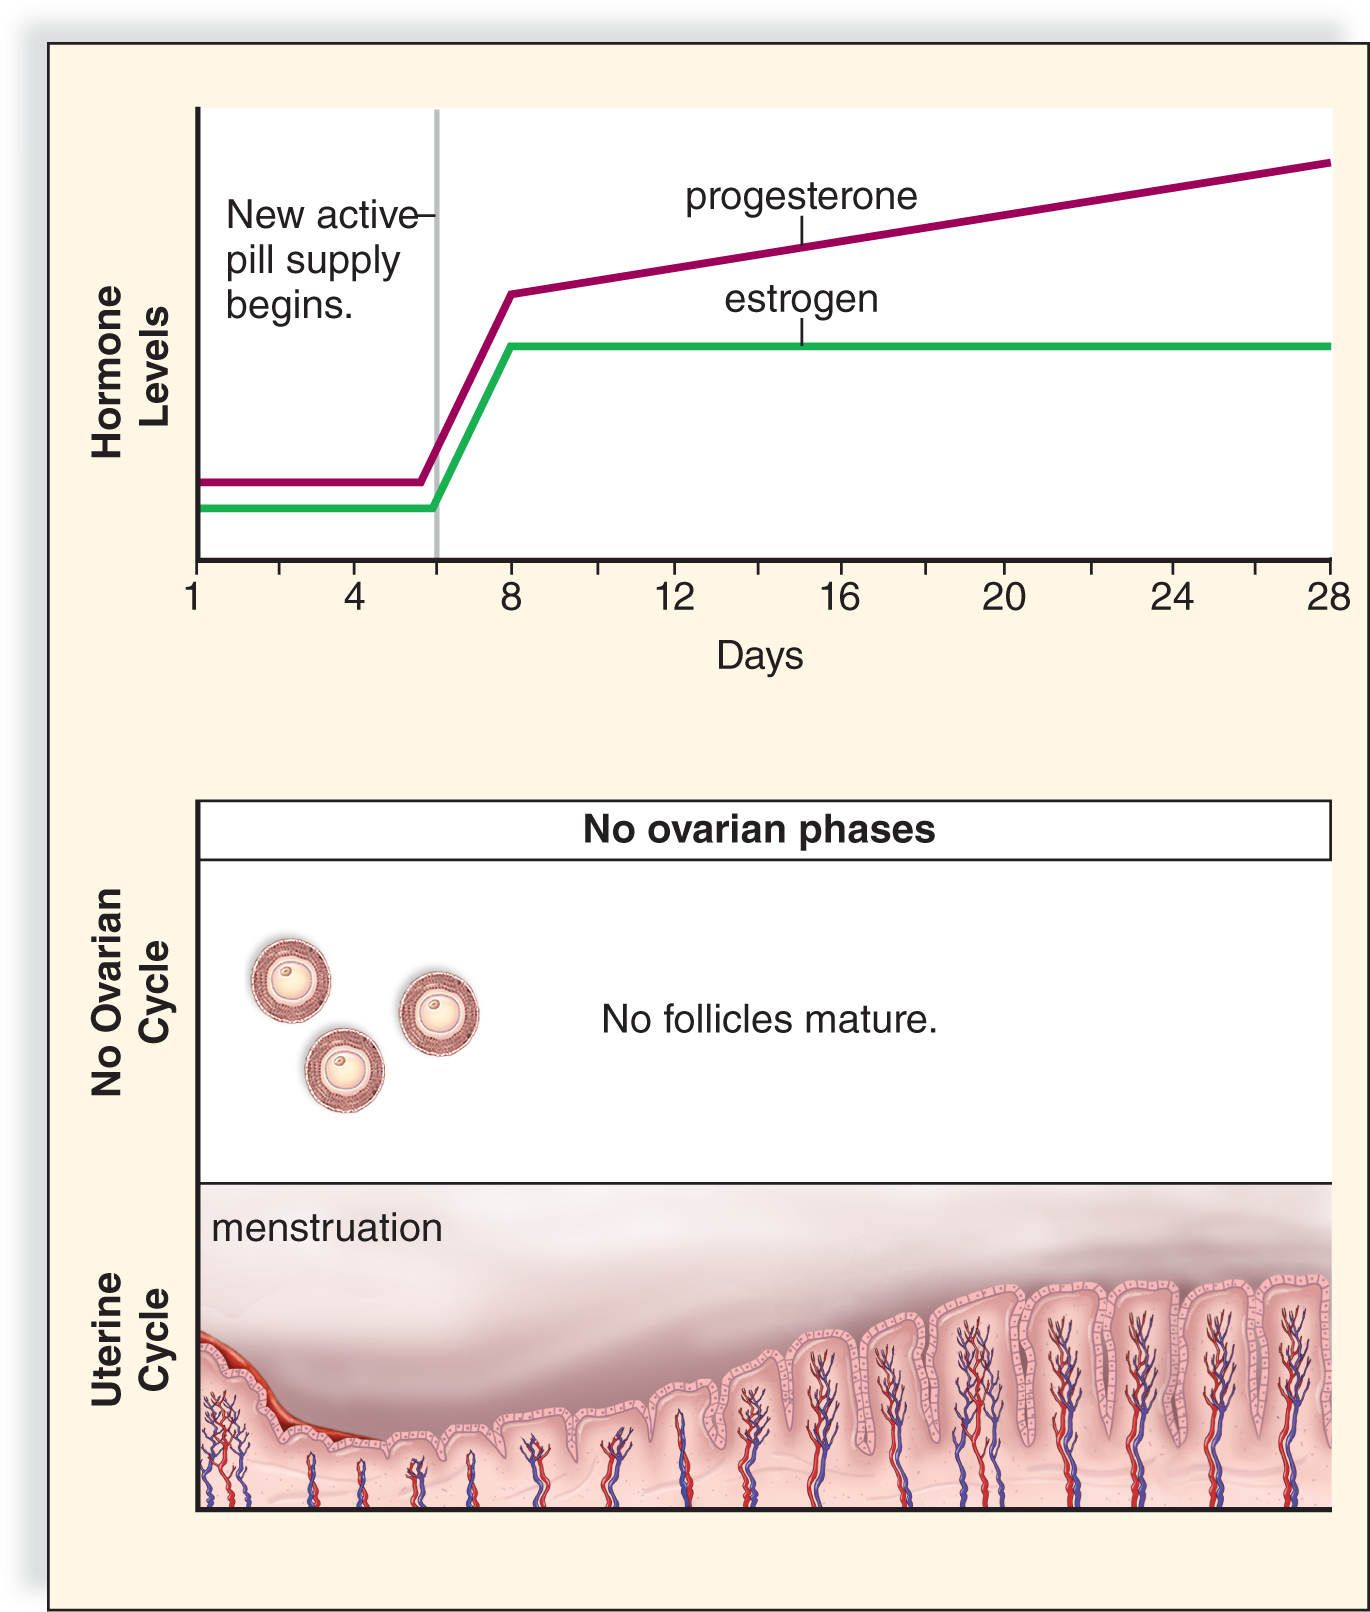 New active
pill supply
begins.
progesterone
estrogen
Hormone
Levels
1 4 8 12 16 20 24 28
Days
No ovarian phases
No Ovarian
Cycle
No follicles mature.
menstruation
Uterine
Cycle